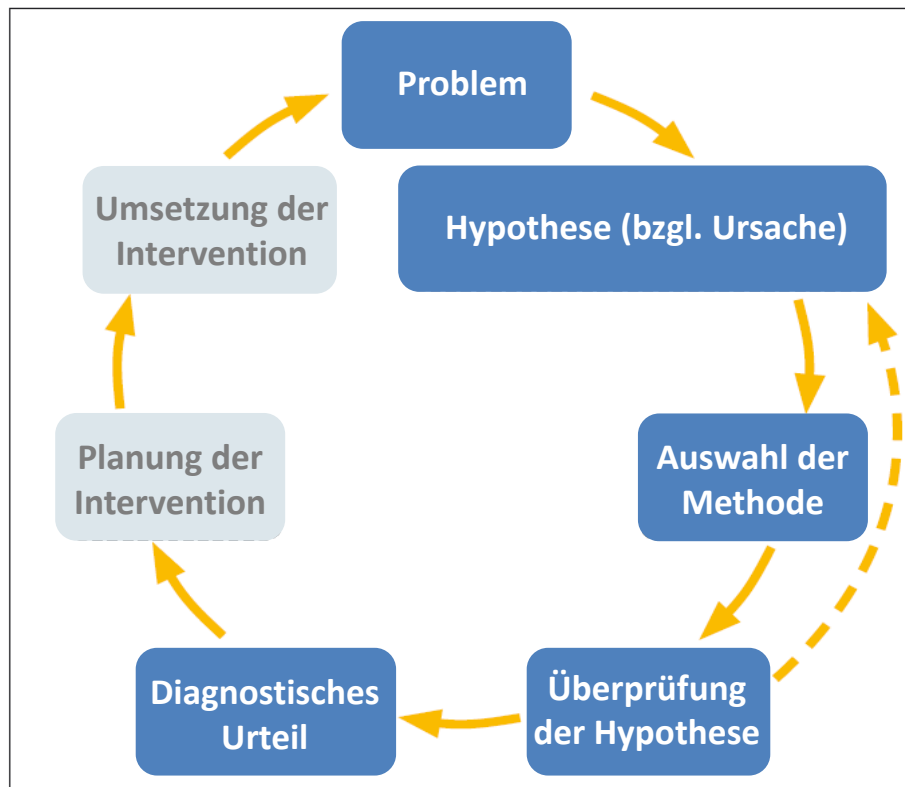 Problem
Hypothese (bzgl. Ursache)
Auswahl der
Methode
Überprüfung
der Hypothese
Diagnostisches
Urteil
Planung der
Intervention
Umsetzung der
Intervention